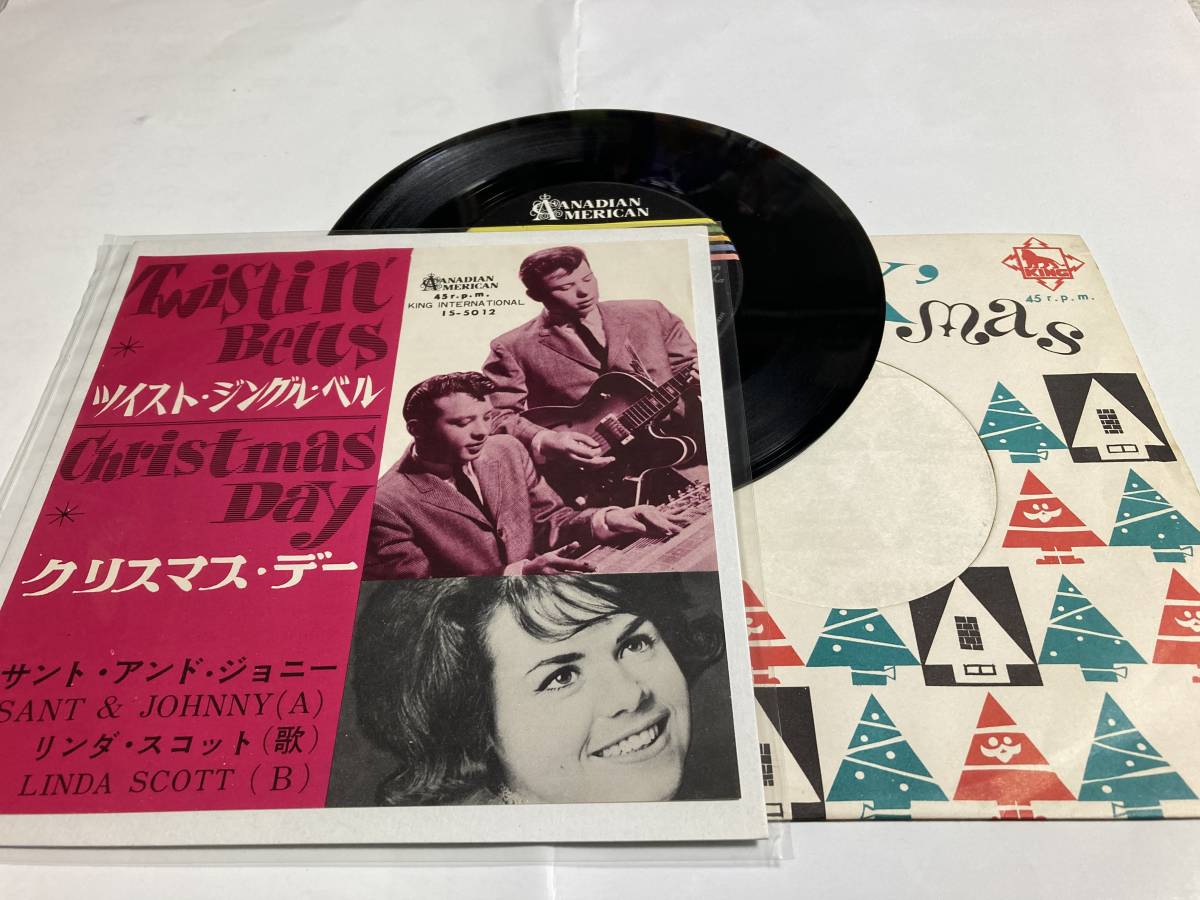 ANADIAN
AMERICAN
Twistin'
Bells
ツイスト・ジングル・ベル
Christmas
Day
クリスマス・デー
サント・アンド・ジョニー
SANT & JOHNNY (A)
リンダ・スコット (歌)
LINDA SCOTT (B)
CANADIAN
AMERICAN
45 r.p.m.
KING INTERNATIONAL
1S-5012
KING
45 r.p.m.
mas